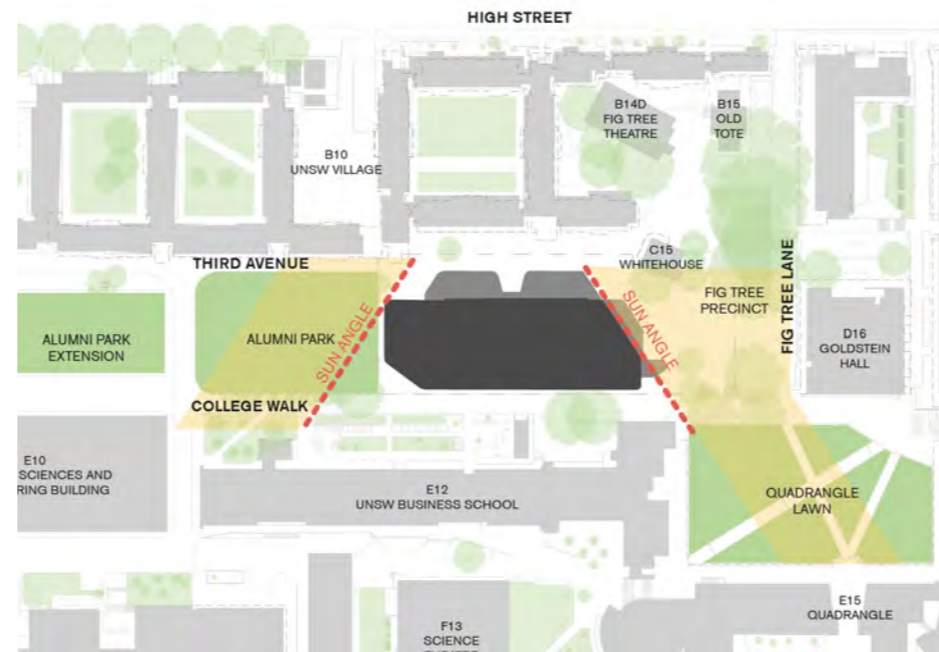 HIGH STREET
B14D
FIG TREE
THEATRE
B15
OLD
TOTE
B10
UNSW VILLAGE
C15
WHITEHOUSE
THIRD AVENUE
FIG TREE
PRECINCT
FIG TREE LANE
ALUMNI PARK
EXTENSION
ALUMNI PARK
SUN ANGLE
SUN ANGLE
D16
GOLDSTEIN
HALL
COLLEGE WALK
E10
SCIENCES AND
RING BUILDING
E12
UNSW BUSINESS SCHOOL
QUADRANGLE
LAWN
E15
QUADRANGLE
F13
SCIENCE